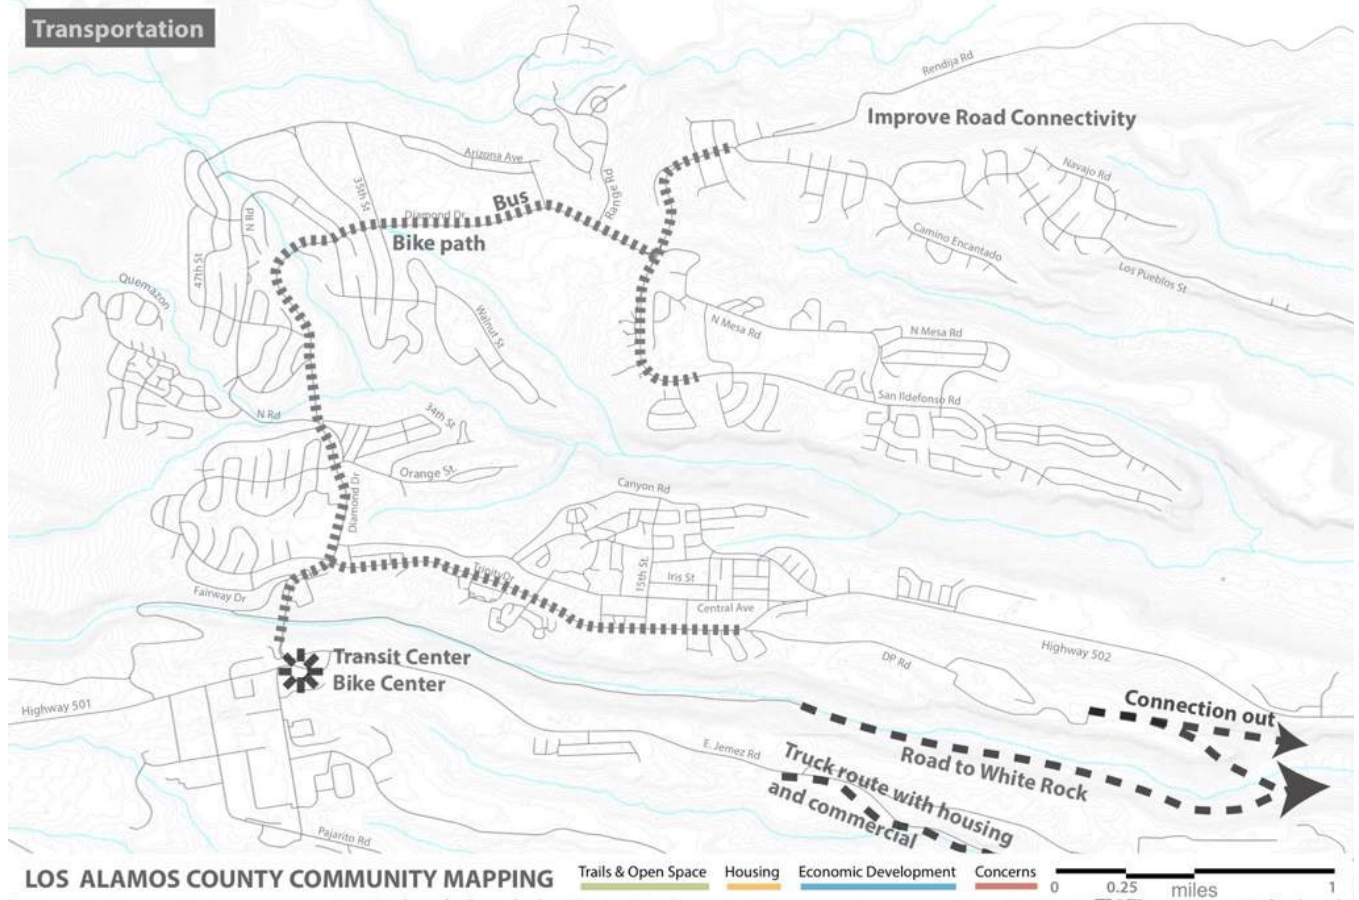 Transportation
Rendija Rd
Improve Road Connectivity
Arizona Ave
Navajo Rd
35th St
Range Rd
Bus
Diamond Dr
N Rd
Bike path
Camino Encantado
47th St
Los Pueblos St
Quemazon
Walnut St
N Mesa Rd
N Mesa Rd
San Ildefonso Rd
N Rd
34th St
Orange St.
Diamond Dr
Canyon Rd
Trinity Dr
15th St
Iris St
Fairway Dr
Central Ave
Highway 502
Transit Center
Bike Center
DP Rd
Highway 501
Connection out
E. Jemez Rd
Road to White Rock
Truck route with housing
and commercial
Pajarito Rd
LOS ALAMOS COUNTY COMMUNITY MAPPING
Trails & Open Space
Housing
Economic Development
Concerns
0
0.25
miles
1